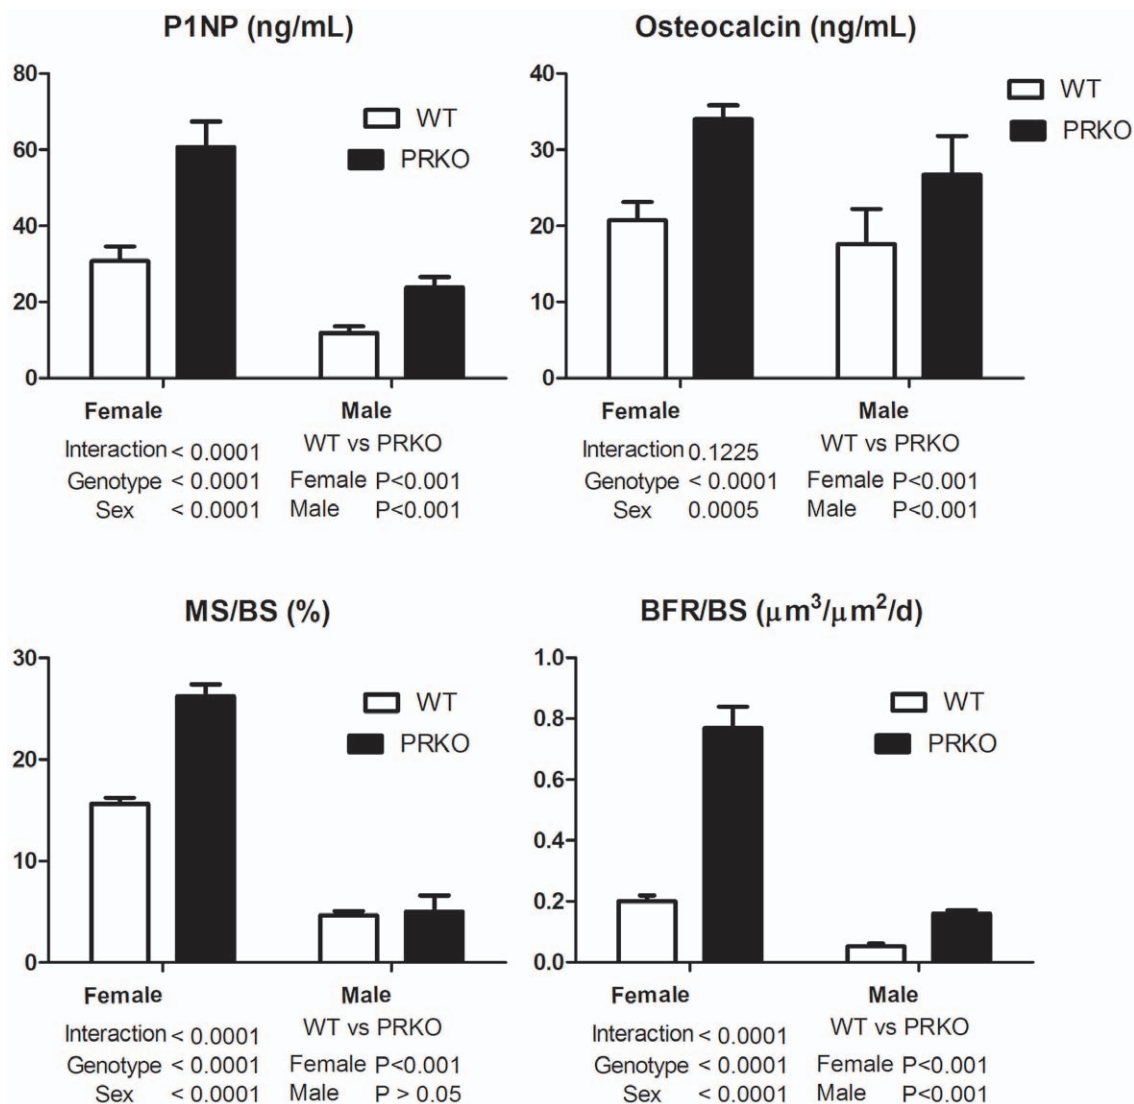 P1NP (ng/mL)
80
60
40
20
0
WT
PRKO
Female
Male
Interaction < 0.0001
Genotype < 0.0001
Sex < 0.0001
WT vs PRKO
Female P<0.001
Male P<0.001
Osteocalcin (ng/mL)
40
30
20
10
0
WT
PRKO
Female
Male
Interaction 0.1225
Genotype < 0.0001
Sex 0.0005
WT vs PRKO
Female P<0.001
Male P<0.001
MS/BS (%)
30
20
10
0
WT
PRKO
Female
Male
Interaction < 0.0001
Genotype < 0.0001
Sex < 0.0001
WT vs PRKO
Female P<0.001
Male P > 0.05
BFR/BS (μm³/μm²/d)
1.0
0.8
0.6
0.4
0.2
0.0
WT
PRKO
Female
Male
Interaction < 0.0001
Genotype < 0.0001
Sex < 0.0001
WT vs PRKO
Female P<0.001
Male P<0.001